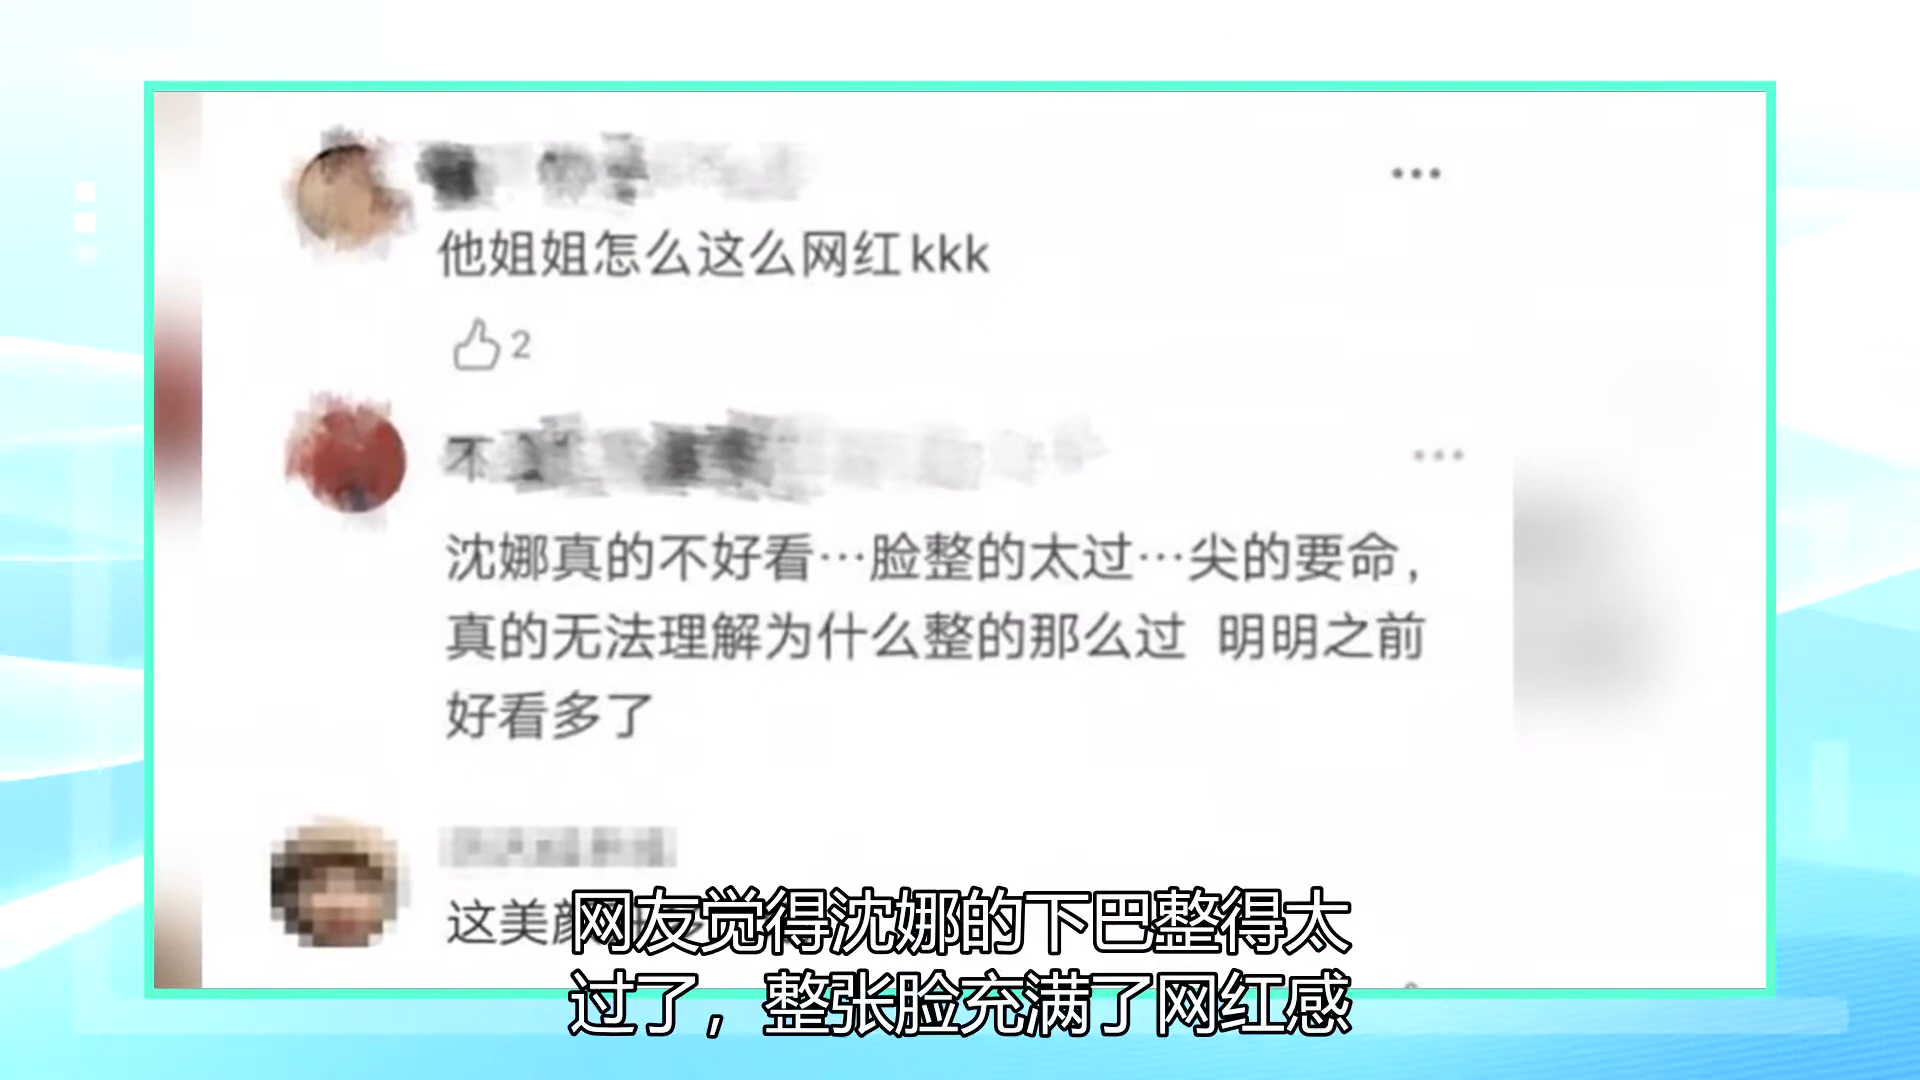 他姐姐怎么这么网红kkk
2
不
沈娜真的不好看…脸整的太过…尖的要命，
真的无法理解为什么整的那么过 明明之前
好看多了
这美
网友觉得沈娜的下巴整得太
过了，整张脸充满了网红感